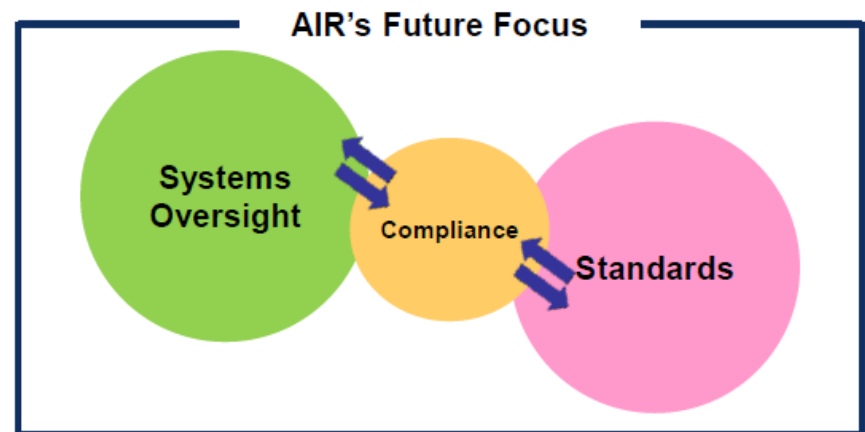 AIR's Future Focus
Systems
Oversight
Compliance
Standards